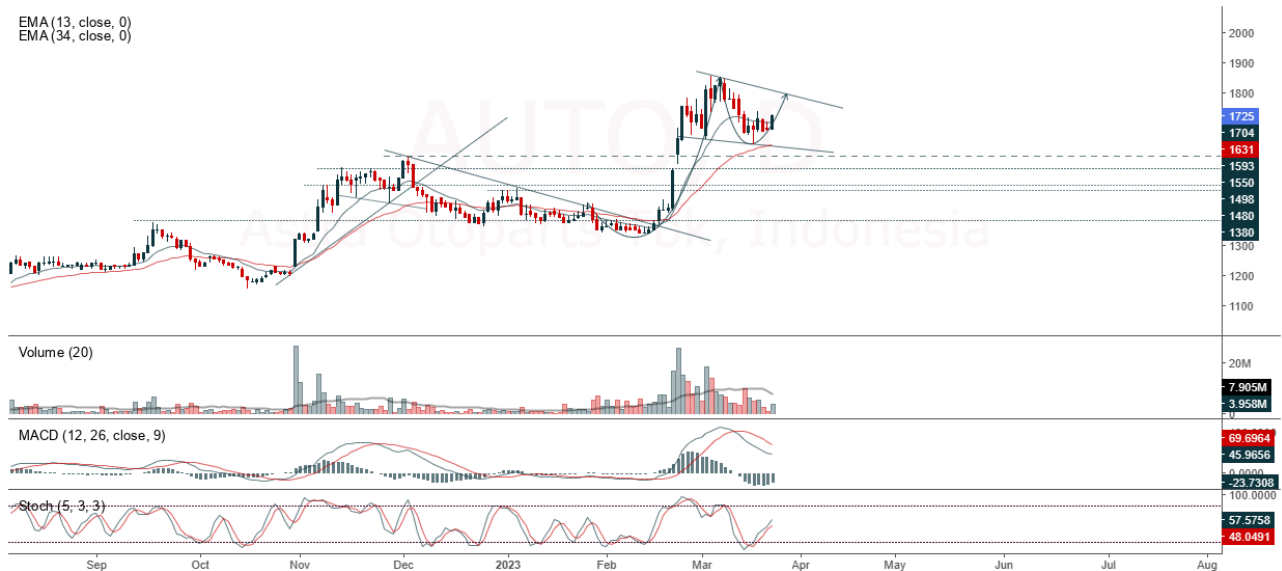 EMA (13, close, 0)
EMA (34, close, 0)
2000
1900
1800
1725
1704
1631
1593
1550
1498
1480
1380
1300
1200
1100
Indonesia
Volume (20)
20M
7.905M
3.958M
0
MACD (12, 26, close, 9)
69.6964
45.9656
0.0000
-23.7308
Stoch (5, 3, 3)
100.0000
57.5758
48.0491
Sep Oct Nov Dec 2023 Feb Mar Apr May Jun Jul Aug